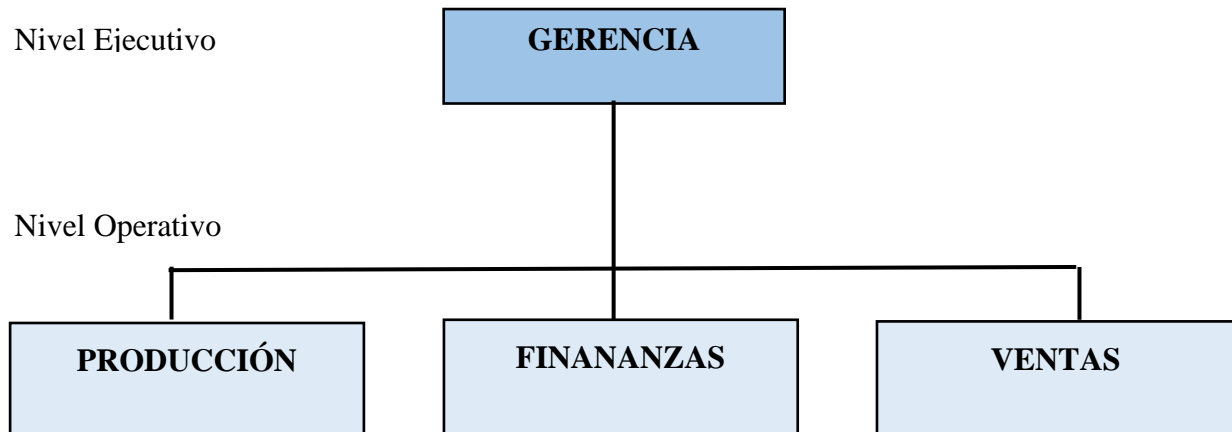 Nivel Ejecutivo
GERENCIA
Nivel Operativo
PRODUCCIÓN
FINANANZAS
VENTAS